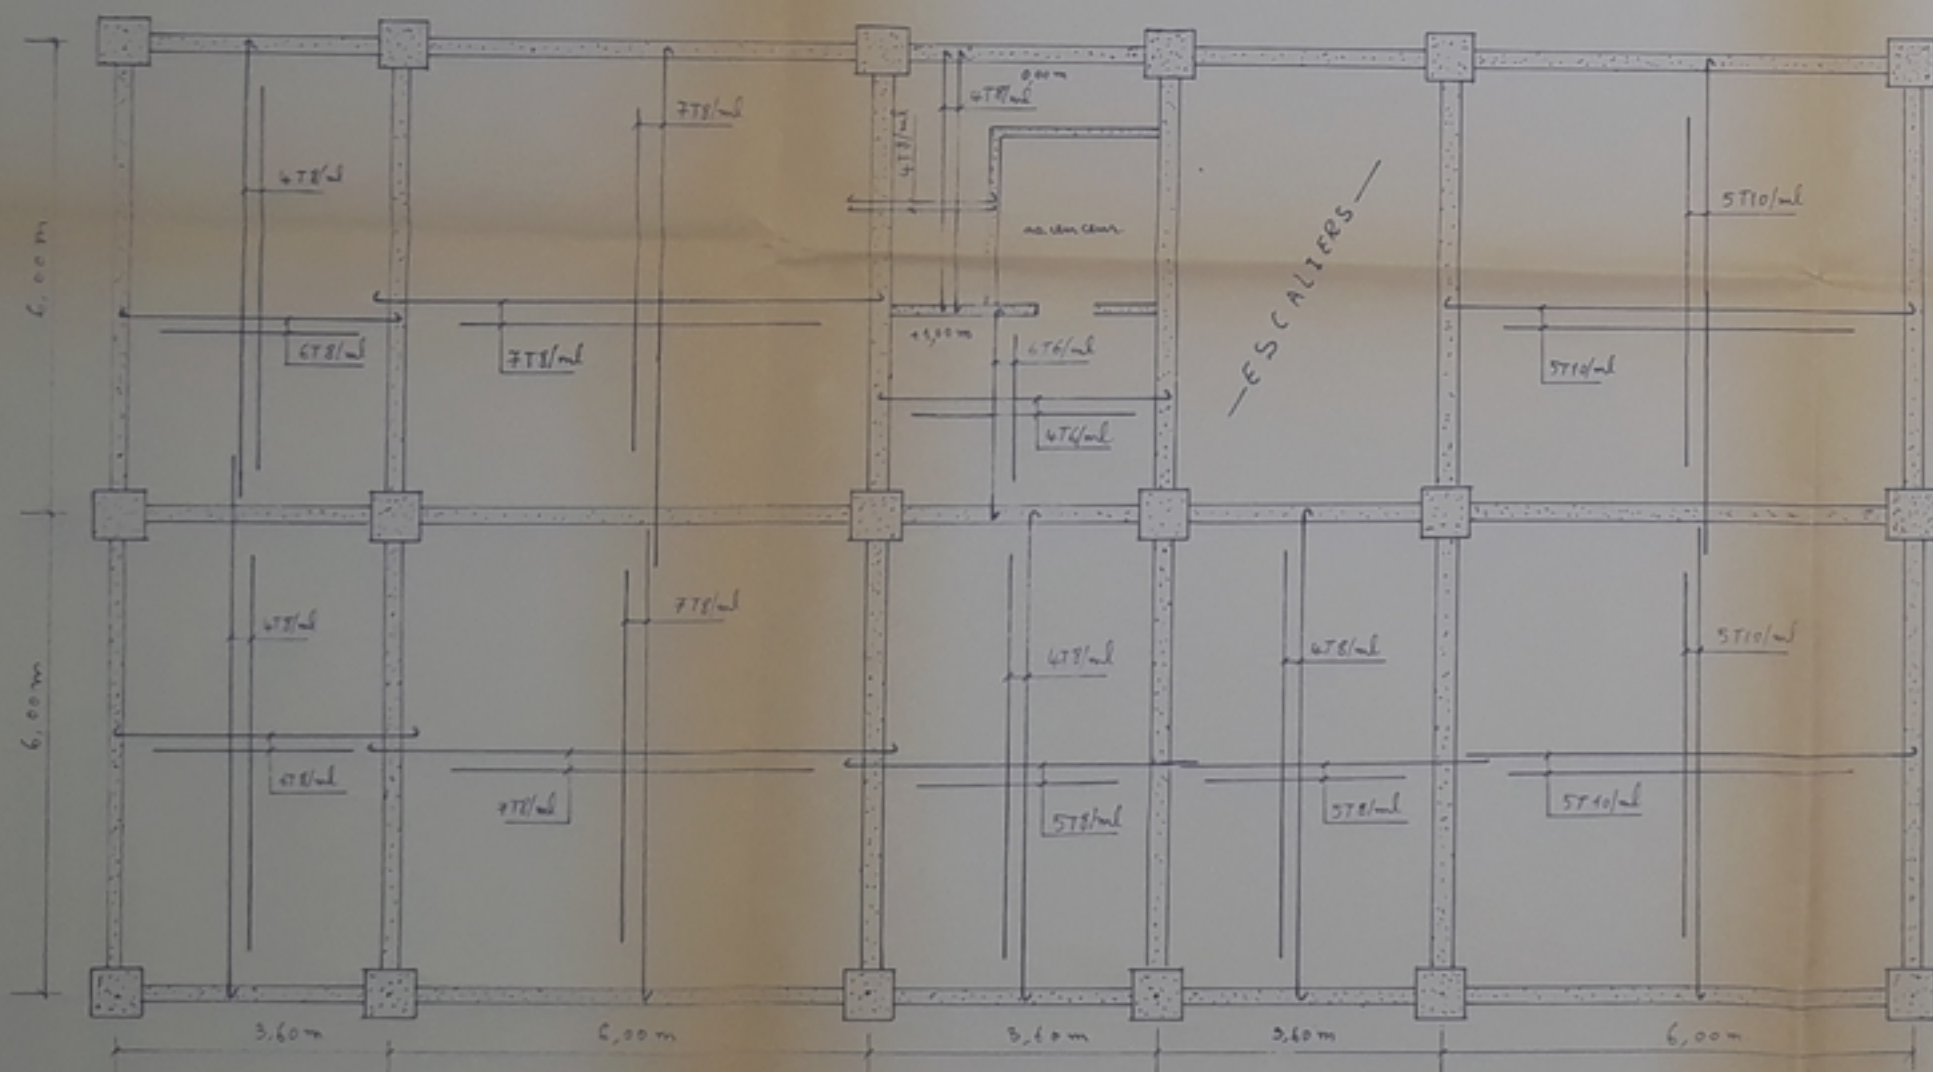 0,00 m
4T8/ml
7T8/ml
4T8/ml
4T8/ml
5T10/ml
6,00 m
ascenceur
— ESCALIERS —
+1,00 m
6T8/ml
7T8/ml
4T6/ml
5T10/ml
4T6/ml
7T8/ml
4T8/ml
5T10/ml
4T8/ml
4T8/ml
6,00 m
6T8/ml
7T8/ml
5T8/ml
5T8/ml
5T10/ml
3,60 m
6,00 m
3,60 m
3,60 m
6,00 m